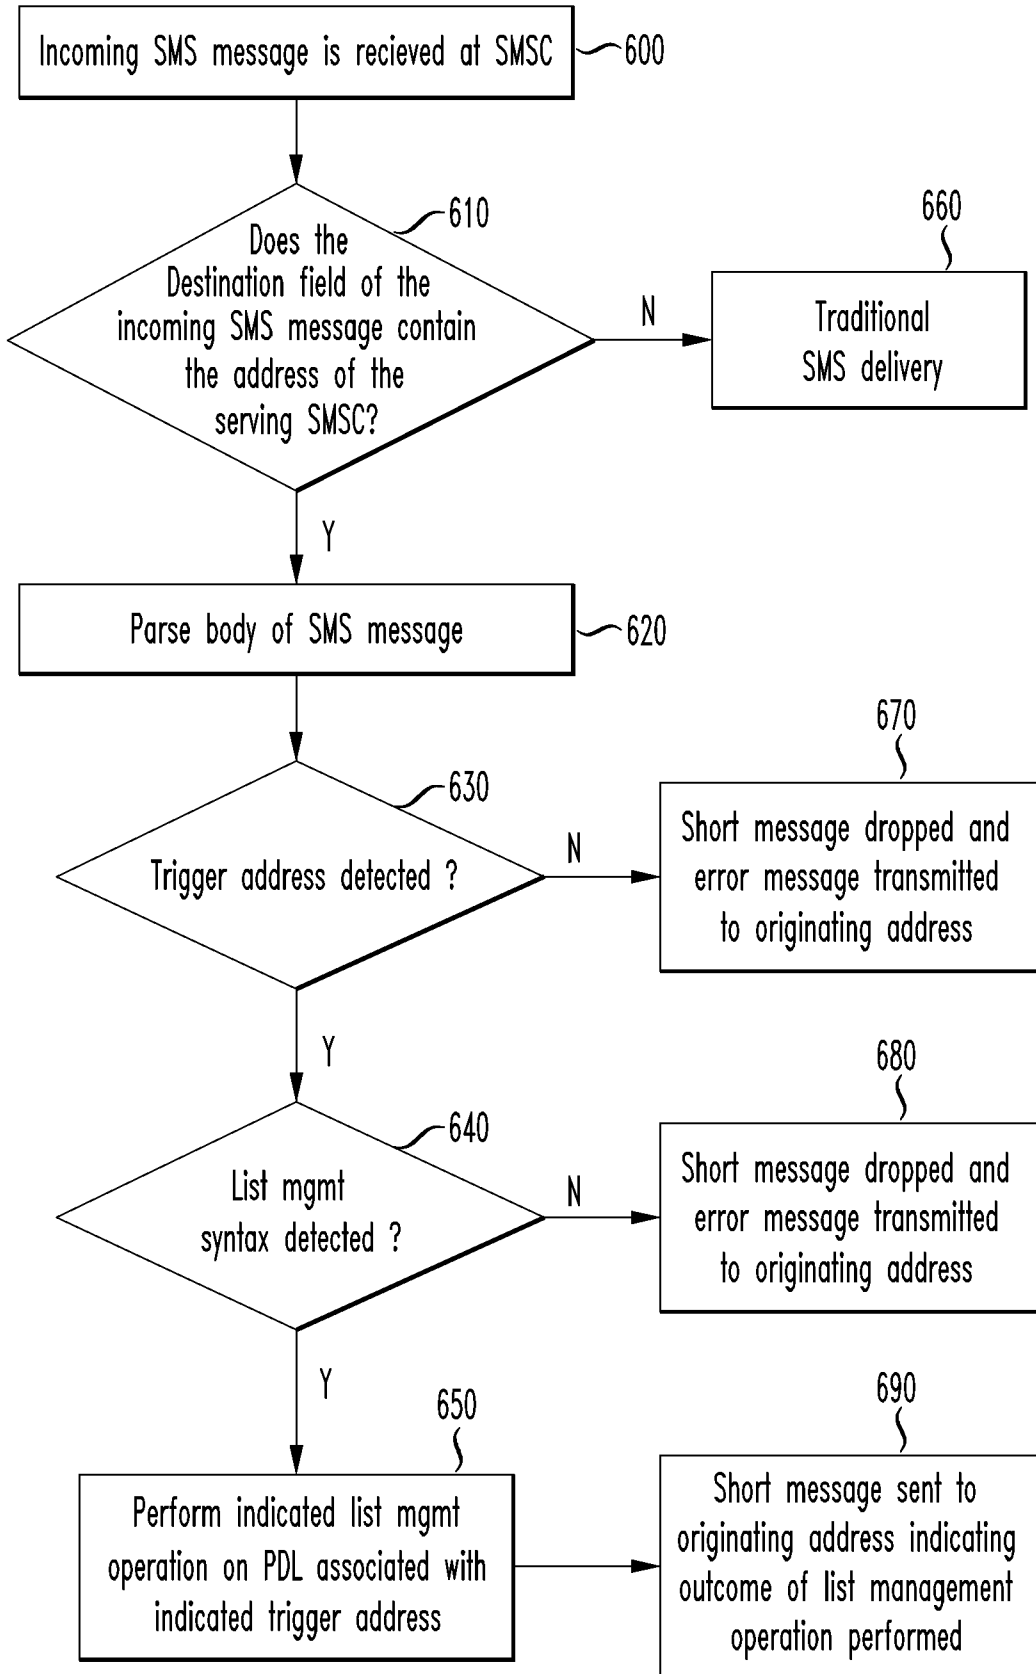 Incoming SMS message is recieved at SMSC
600
610
Does the
Destination field of the
incoming SMS message contain
the address of the
serving SMSC?
N
660
Traditional
SMS delivery
Y
Parse body of SMS message
620
630
Trigger address detected ?
N
670
Short message dropped and
error message transmitted
to originating address
Y
640
List mgmt
syntax detected ?
N
680
Short message dropped and
error message transmitted
to originating address
Y
650
Perform indicated list mgmt
operation on PDL associated with
indicated trigger address
690
Short message sent to
originating address indicating
outcome of list management
operation performed